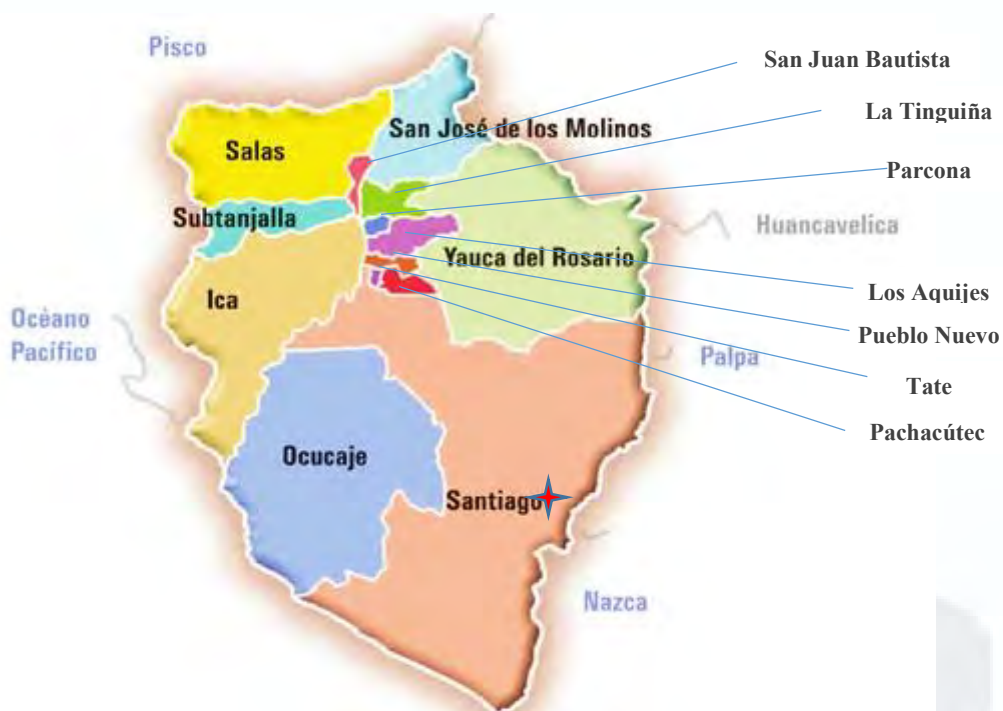 Pisco
San Juan Bautista
La Tinguiña
San José de los Molinos
Salas
Parcona
Subtanjalla
Huancavelica
Yauca del Rosario
Ica
Los Aquijes
Océano
Pacífico
Pueblo Nuevo
Palpa
Tate
Pachacútec
Ocucaje
Santiago
Nazca